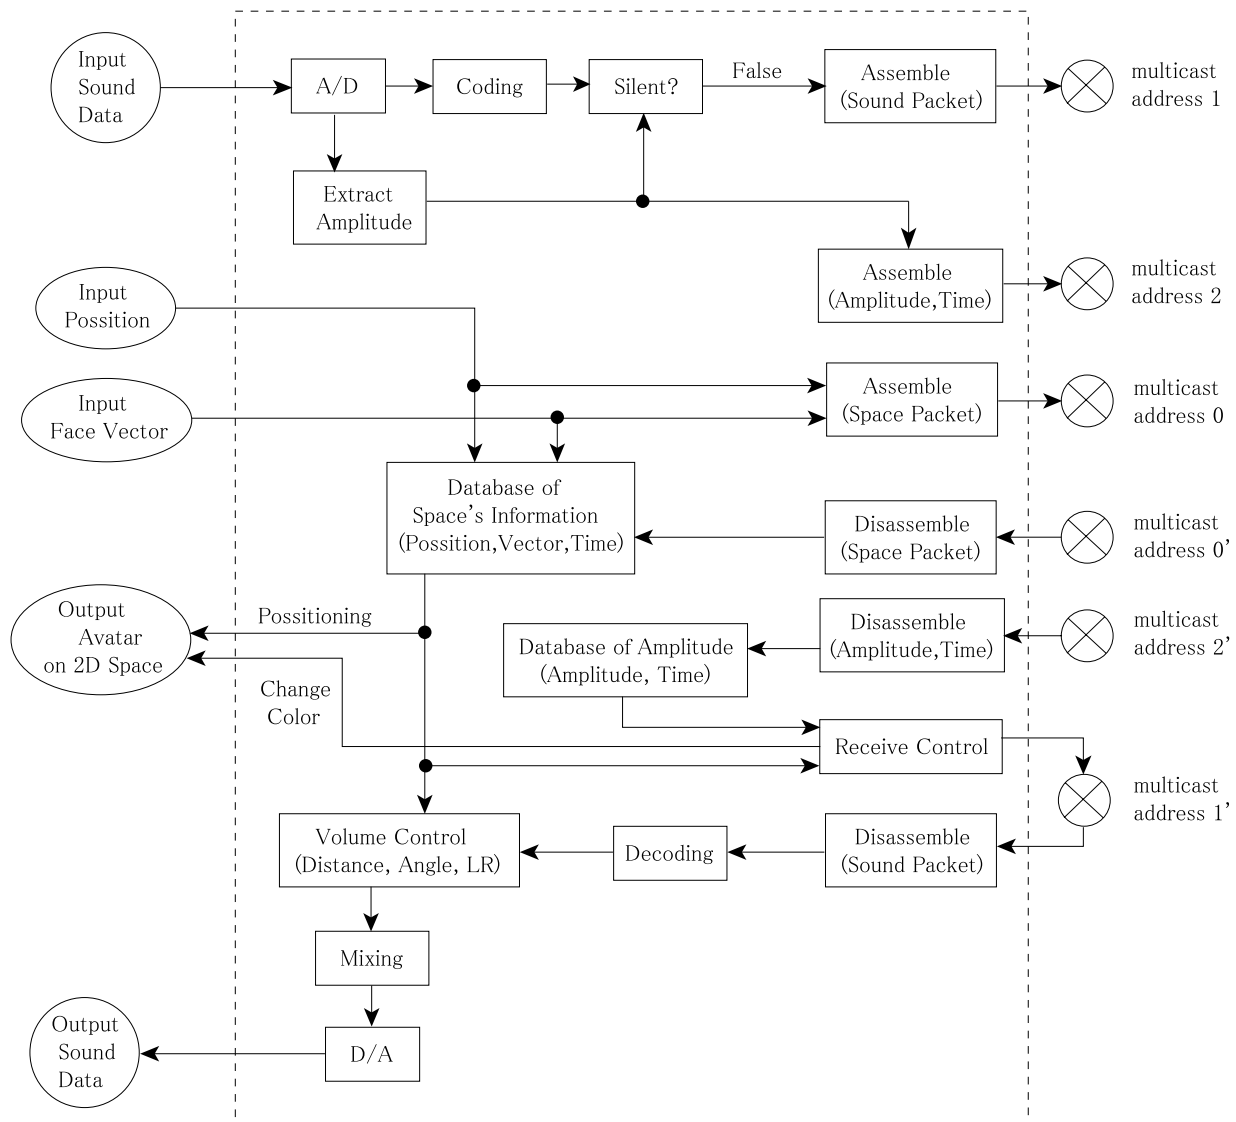 Input
Sound
Data
A/D
Coding
Silent?
False
Assemble
(Sound Packet)
multicast
address 1
Extract
Amplitude
Assemble
(Amplitude,Time)
multicast
address 2
Input
Possition
Input
Face Vector
Assemble
(Space Packet)
multicast
address 0
Database of
Space's Information
(Possition,Vector,Time)
Disassemble
(Space Packet)
multicast
address 0'
Output
Avatar
on 2D Space
Possitioning
Change
Color
Database of Amplitude
(Amplitude, Time)
Disassemble
(Amplitude,Time)
multicast
address 2'
Receive Control
multicast
address 1'
Volume Control
(Distance, Angle, LR)
Decoding
Disassemble
(Sound Packet)
Mixing
Output
Sound
Data
D/A